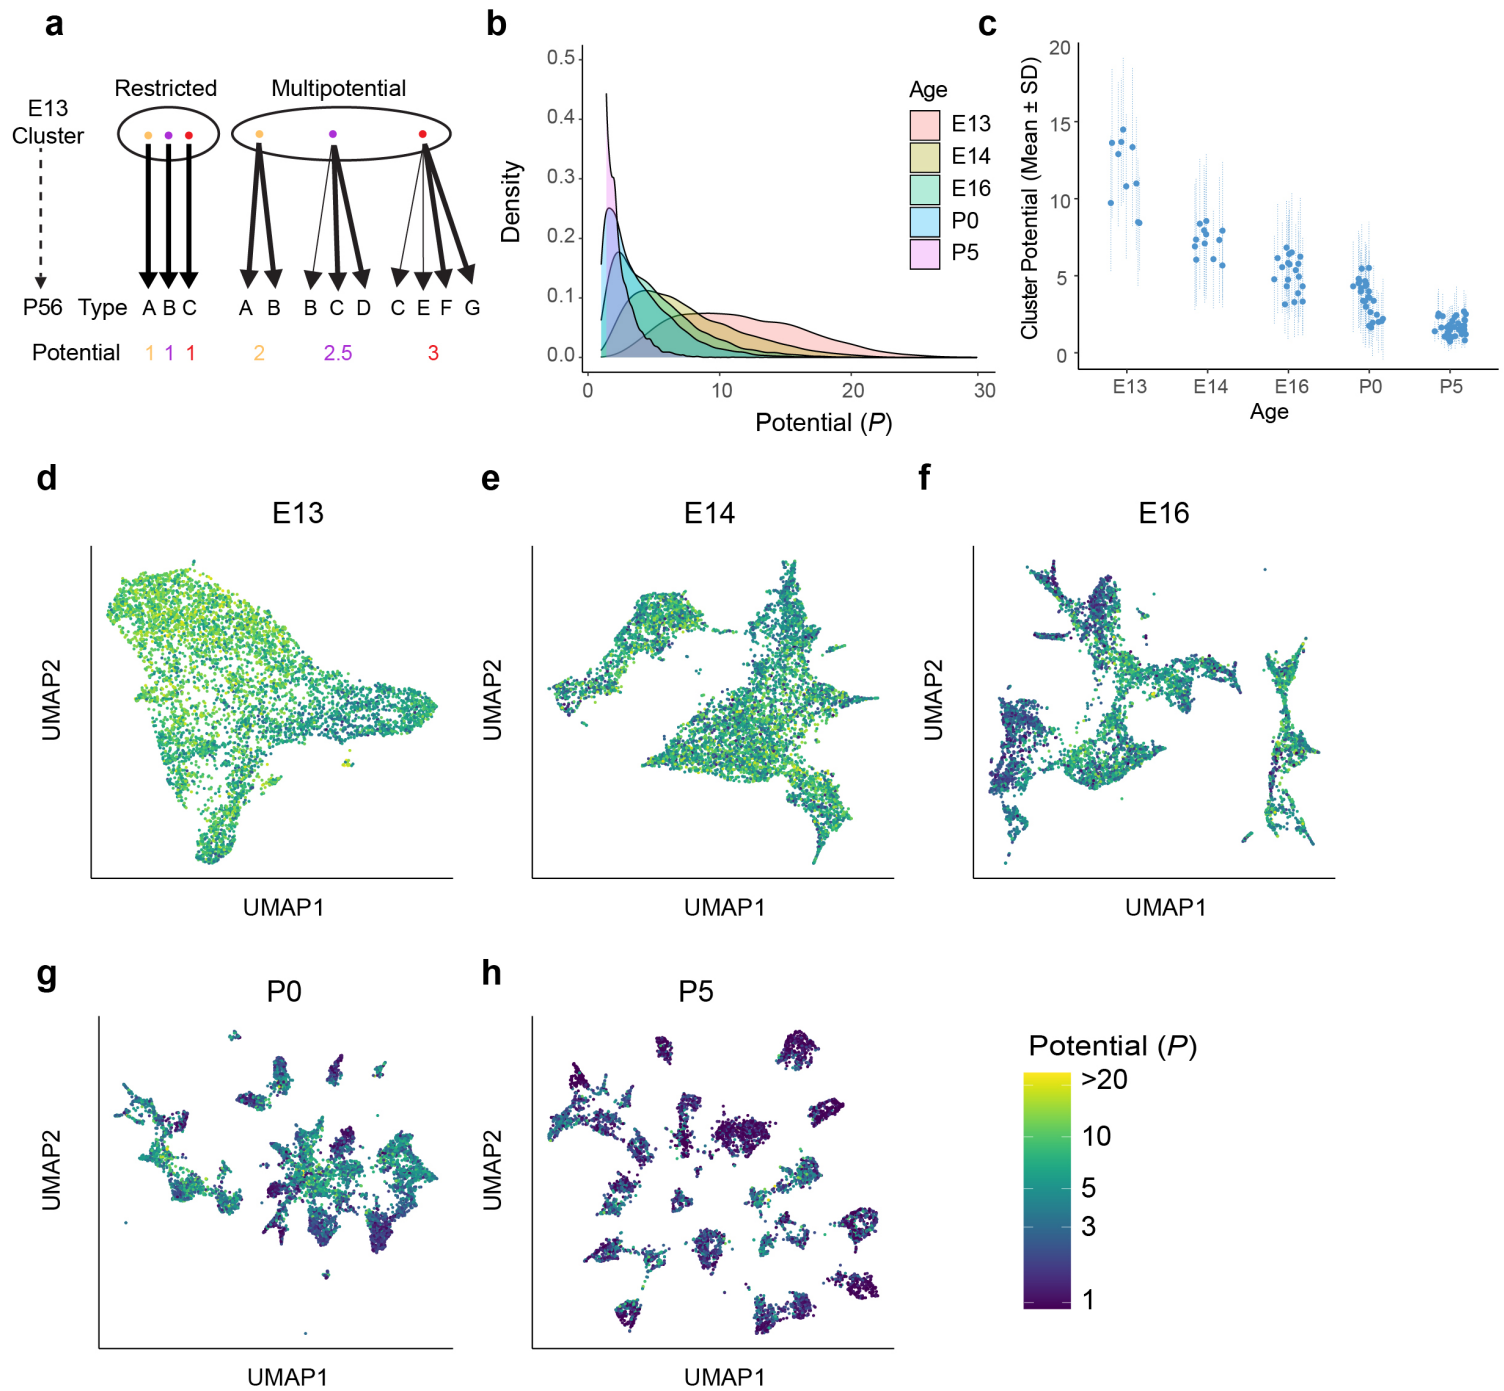 a
Restricted Multipotential
E13
Cluster
P56 Type A B C A B B C D C E F G
Potential 1 1 1 2 2.5 3
b
0.5
0.4
0.3
0.2
0.1
0.0
Density
0 10 20 30
Potential (P)
Age
E13
E14
E16
P0
P5
c
20
15
10
5
0
Cluster Potential (Mean ± SD)
E13 E14 E16 P0 P5
Age
d
E13
UMAP2
UMAP1
e
E14
UMAP2
UMAP1
f
E16
UMAP2
UMAP1
g
P0
UMAP2
UMAP1
h
P5
UMAP2
UMAP1
Potential (P)
>20
10
5
3
1